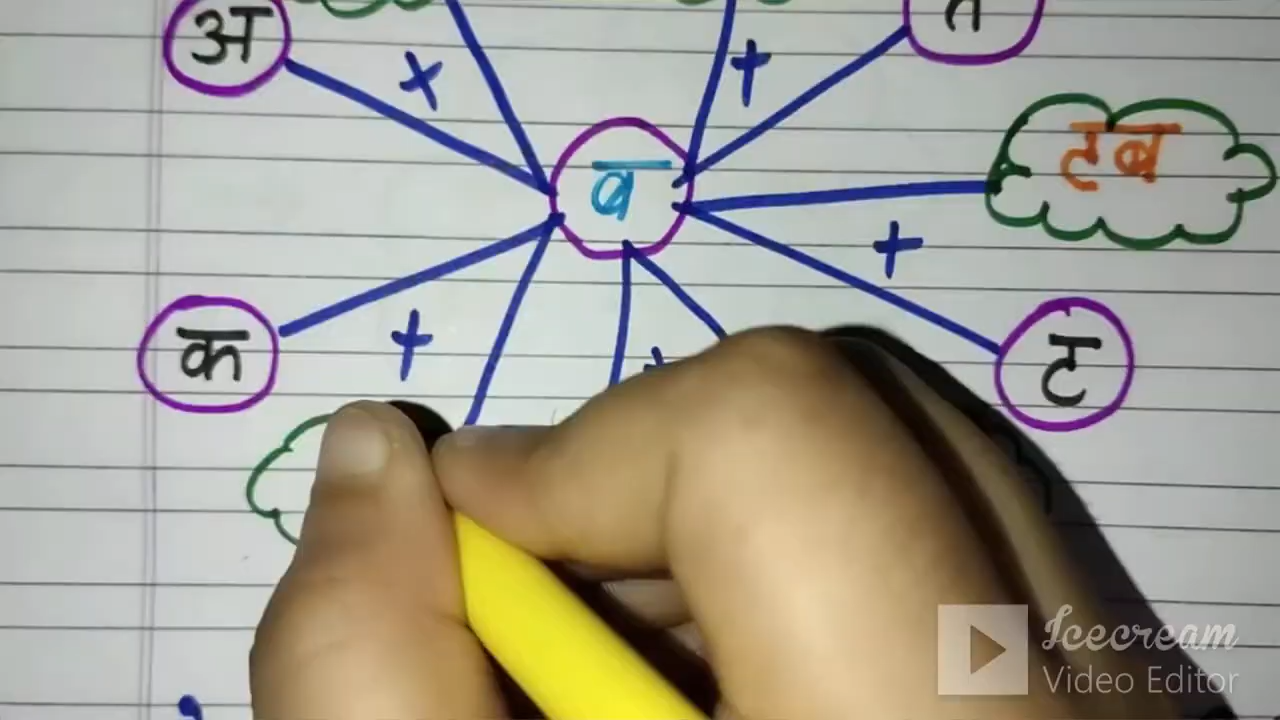 अ
त
+
+
ब
टब
+
क
+
+
ट
Icecream
Video Editor